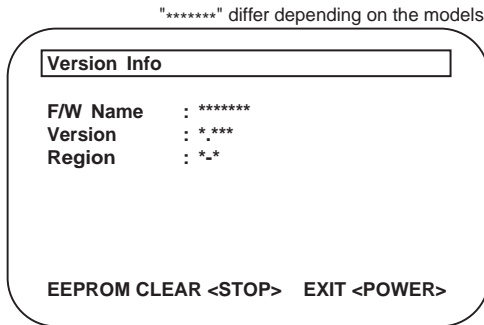 "*******" differ depending on the models
Version Info
F/W Name : *******
Version : *.***
Region : *-*
EEPROM CLEAR <STOP> EXIT <POWER>